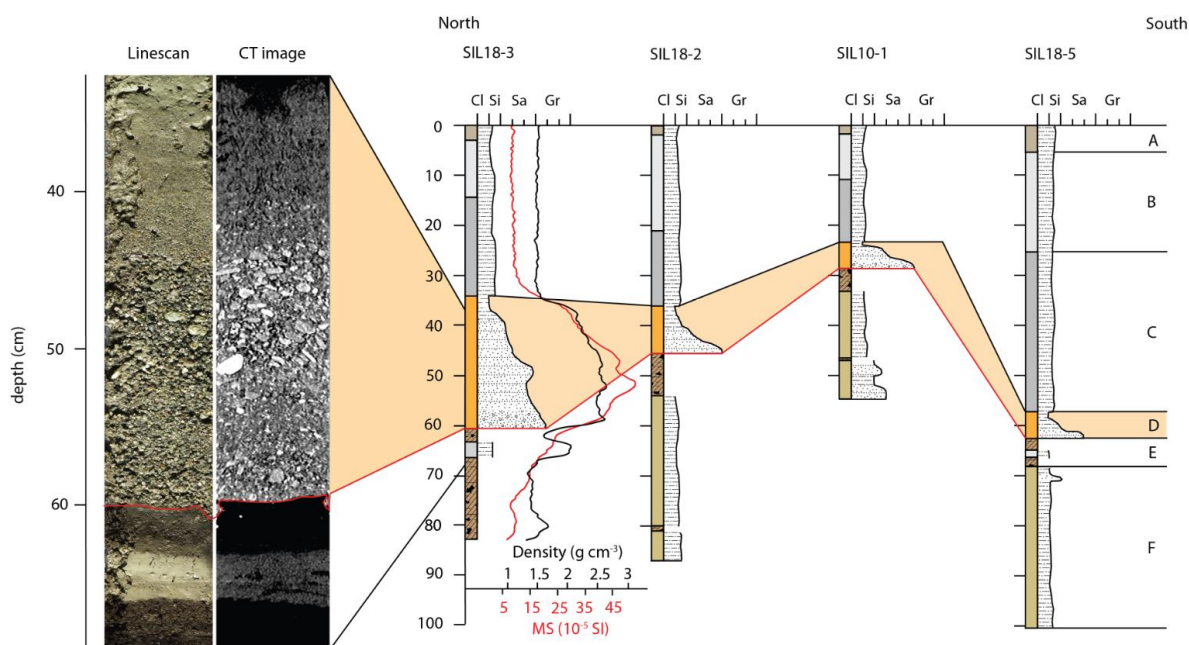 North
South
Linescan
CT image
SIL18-3
SIL18-2
SIL10-1
SIL18-5
Cl Si Sa Gr
Cl Si Sa Gr
Cl Si Sa Gr
Cl Si Sa Gr
depth (cm)
40
50
60
0
10
20
30
40
50
60
70
80
90
100
A
B
C
D
E
F
Density (g cm⁻³)
1 1.5 2 2.5 3
5 15 25 35 45
MS (10⁻⁵ SI)